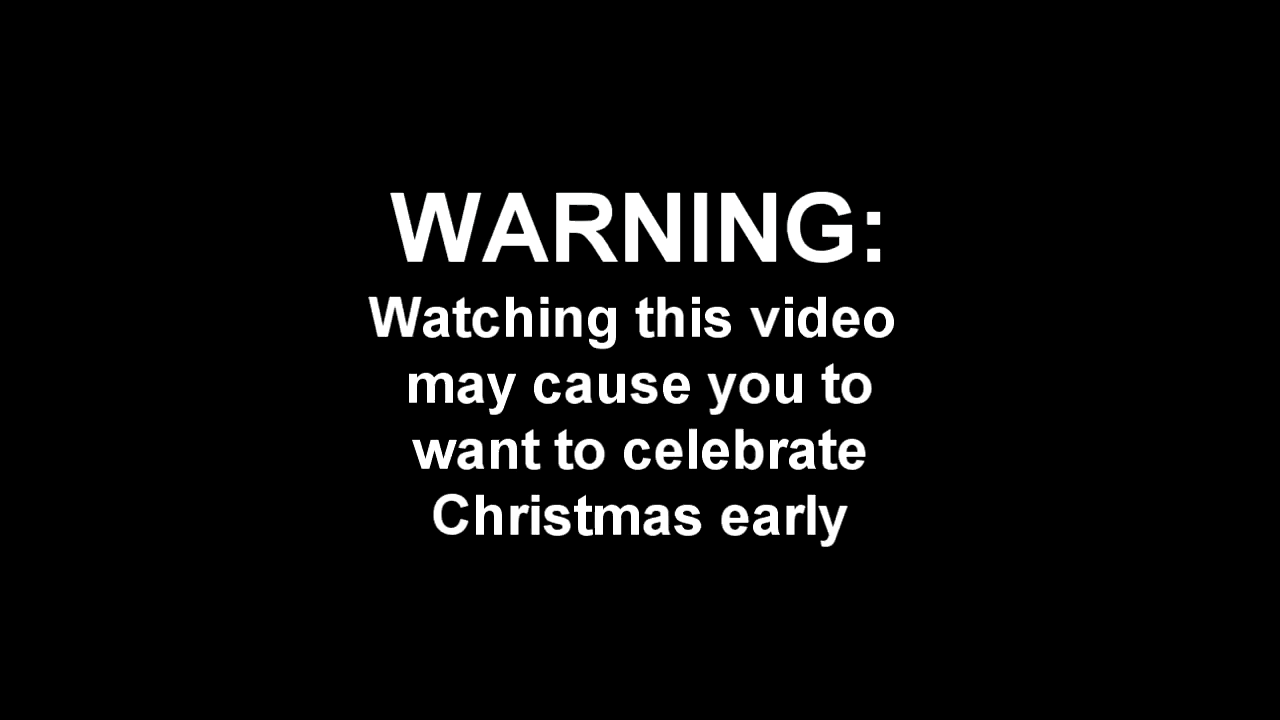 WARNING:
Watching this video
may cause you to
want to celebrate
Christmas early